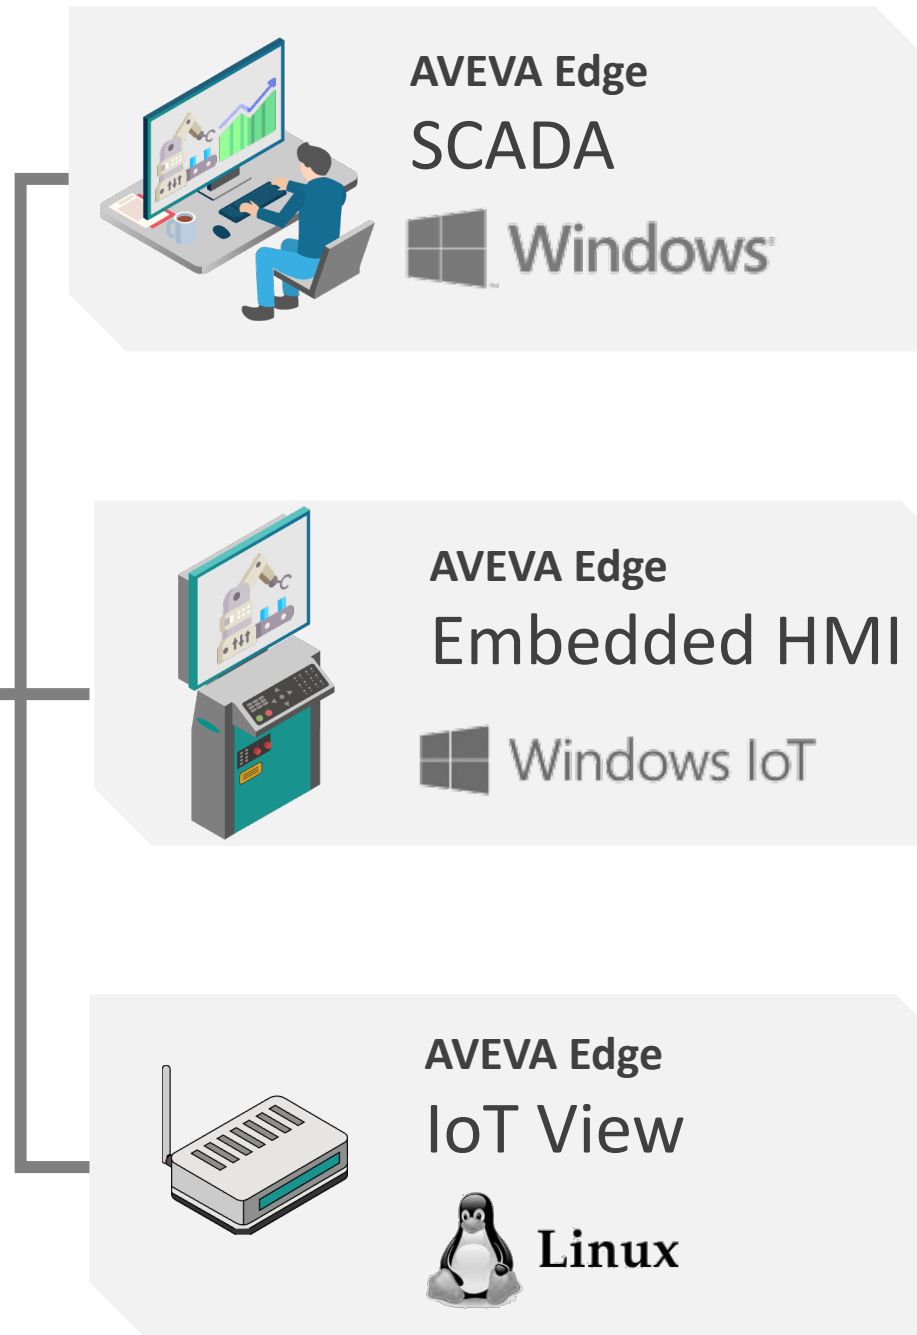 AVEVA Edge
SCADA
Windows
AVEVA Edge
Embedded HMI
Windows IoT
AVEVA Edge
IoT View
Linux